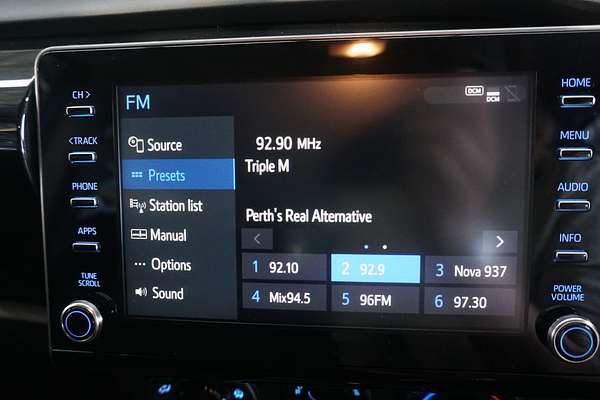 CH >
< TRACK
PHONE
APPS
TUNE
SCROLL
FM
DCM
DCM
Source
Presets
Station list
Manual
Options
Sound
92.90 MHz
Triple M
Perth's Real Alternative
< >
1 92.10
2 92.9
3 Nova 937
4 Mix94.5
5 96FM
6 97.30
HOME
MENU
AUDIO
INFO
POWER
VOLUME